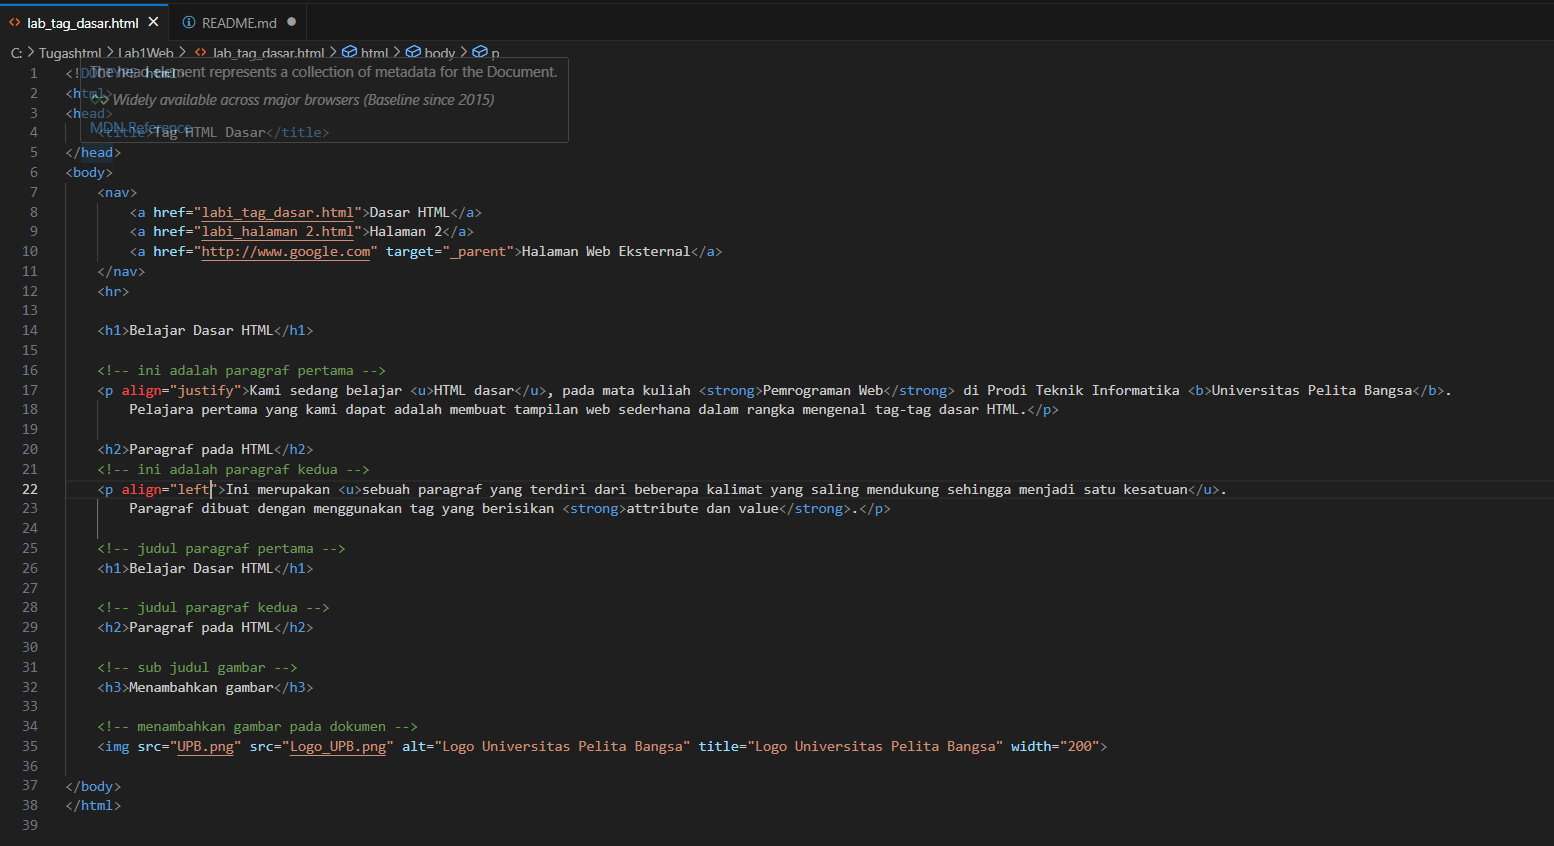 lab_tag_dasar.html
README.md
C: > Tugashtml > Lab1Web > lab_tag_dasar.html > html > body > p
The head element represents a collection of metadata for the Document.
Widely available across major browsers (Baseline since 2015)
MDN Reference
1 <!DOCTYPE html>
2 <html>
3 <head>
4 <title>Tag HTML Dasar</title>
5 </head>
6 <body>
7 <nav>
8 <a href="labi_tag_dasar.html">Dasar HTML</a>
9 <a href="labi_halaman 2.html">Halaman 2</a>
10 <a href="http://www.google.com" target="_parent">Halaman Web Eksternal</a>
11 </nav>
12 <hr>
13
14 <h1>Belajar Dasar HTML</h1>
15
16 <!-- ini adalah paragraf pertama -->
17 <p align="justify">Kami sedang belajar <u>HTML dasar</u>, pada mata kuliah <strong>Pemrograman Web</strong> di Prodi Teknik Informatika <b>Universitas Pelita Bangsa</b>.
18 Pelajara pertama yang kami dapat adalah membuat tampilan web sederhana dalam rangka mengenal tag-tag dasar HTML.</p>
19
20 <h2>Paragraf pada HTML</h2>
21 <!-- ini adalah paragraf kedua -->
22 <p align="left">Ini merupakan <u>sebuah paragraf yang terdiri dari beberapa kalimat yang saling mendukung sehingga menjadi satu kesatuan</u>.
23 Paragraf dibuat dengan menggunakan tag yang berisikan <strong>attribute dan value</strong>.</p>
24
25 <!-- judul paragraf pertama -->
26 <h1>Belajar Dasar HTML</h1>
27
28 <!-- judul paragraf kedua -->
29 <h2>Paragraf pada HTML</h2>
30
31 <!-- sub judul gambar -->
32 <h3>Menambahkan gambar</h3>
33
34 <!-- menambahkan gambar pada dokumen -->
35 <img src="UPB.png" src="Logo_UPB.png" alt="Logo Universitas Pelita Bangsa" title="Logo Universitas Pelita Bangsa" width="200">
36
37 </body>
38 </html>
39